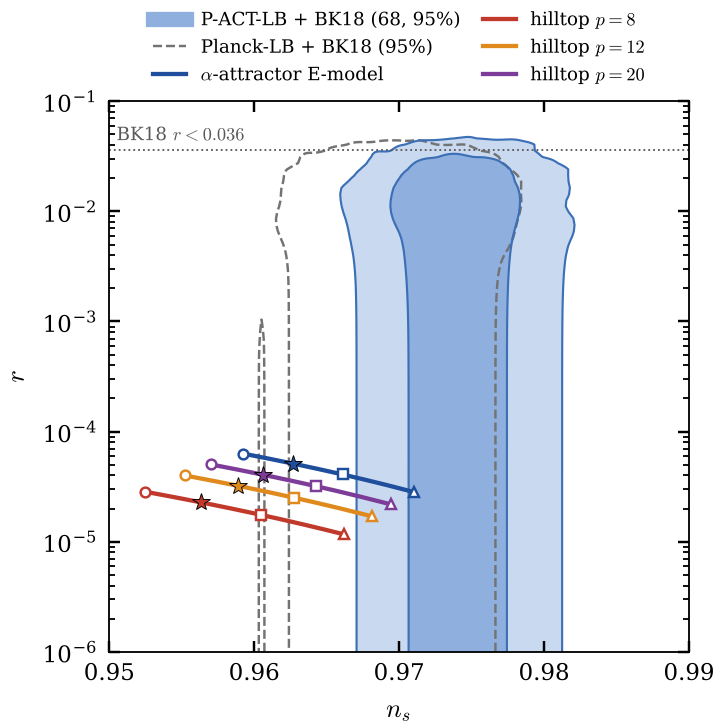 P-ACT-LB + BK18 (68, 95%)
Planck-LB + BK18 (95%)
α-attractor E-model
hilltop p = 8
hilltop p = 12
hilltop p = 20
BK18 r < 0.036
10⁻¹
10⁻²
10⁻³
10⁻⁴
10⁻⁵
10⁻⁶
r
0.95 0.96 0.97 0.98 0.99
nₛ